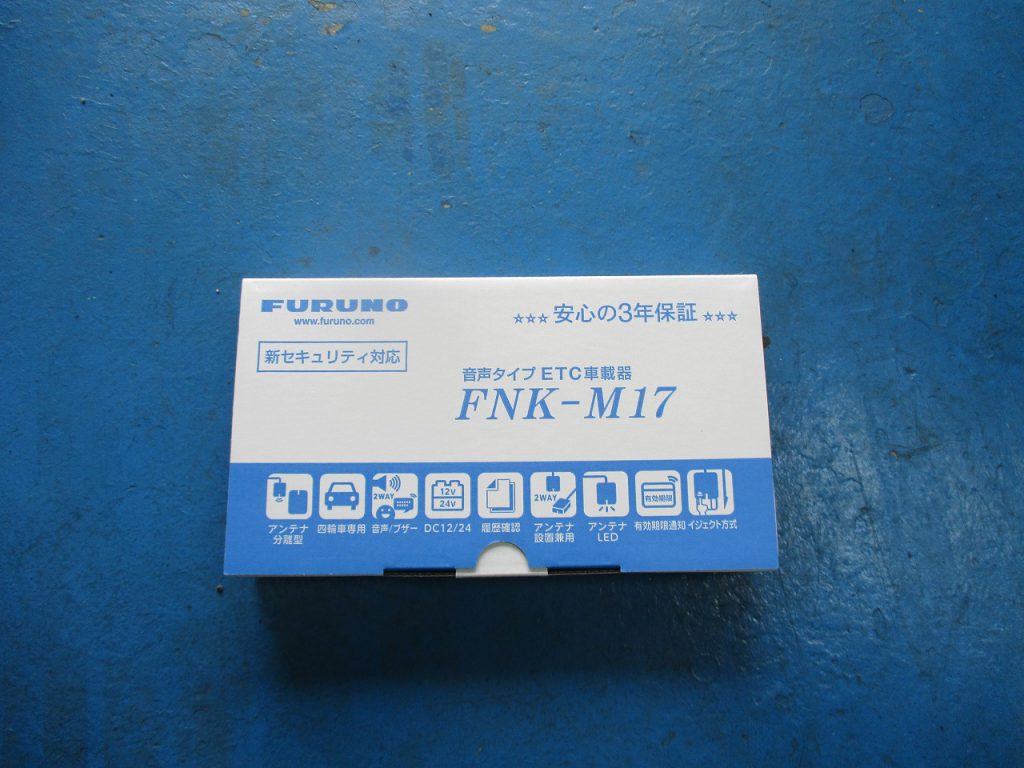 FURUNO
www.furuno.com
☆☆☆ 安心の3年保証 ☆☆☆
新セキュリティ対応
音声タイプ ETC車載器
FNK-M17
2WAY
12V
24V
2WAY
有効期限
アンテナ
分離型
四輪車専用
音声/ブザー
DC12/24
履歴確認
アンテナ
設置兼用
アンテナ
LED
有効期限通知
イジェクト方式